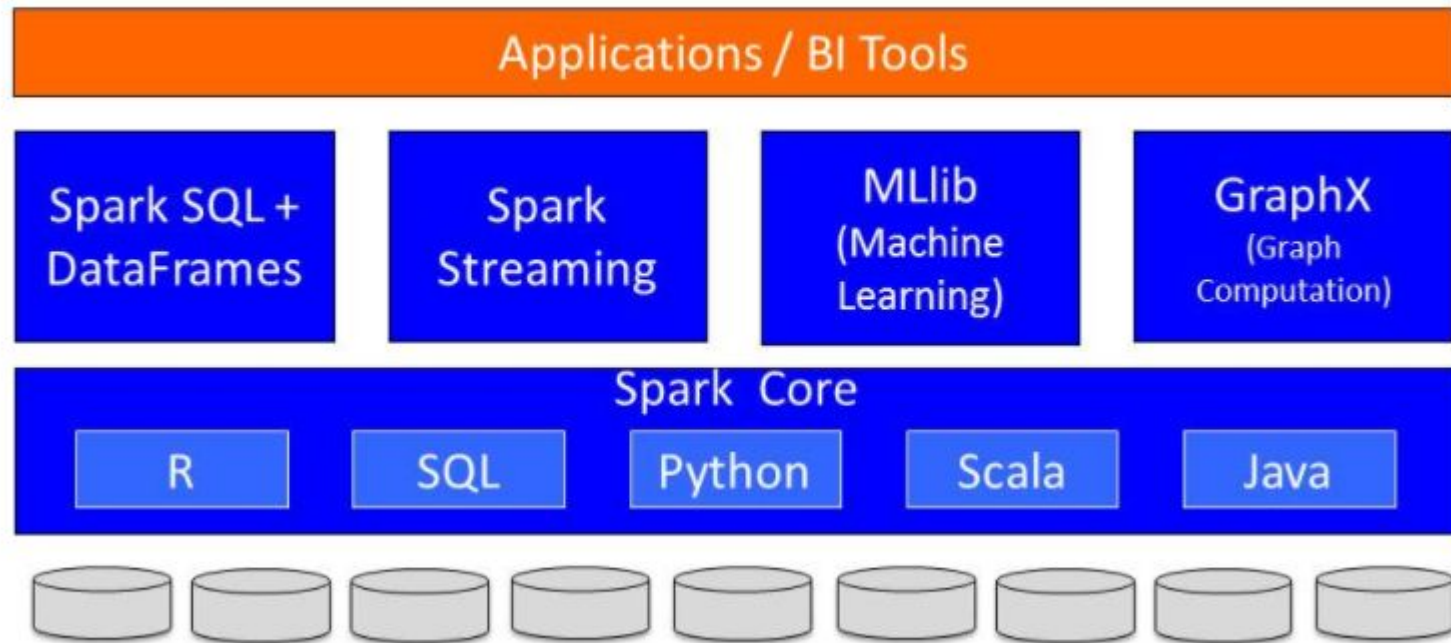 Applications / BI Tools
Spark SQL +
DataFrames
Spark
Streaming
MLlib
(Machine
Learning)
GraphX
(Graph
Computation)
Spark Core
R
SQL
Python
Scala
Java